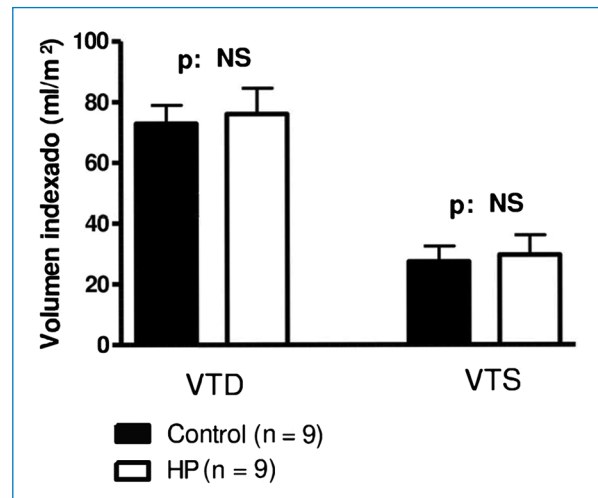 100
80
60
40
20
0
Volumen indexado (ml/m²)
p: NS
p: NS
VTD
VTS
Control (n = 9)
HP (n = 9)